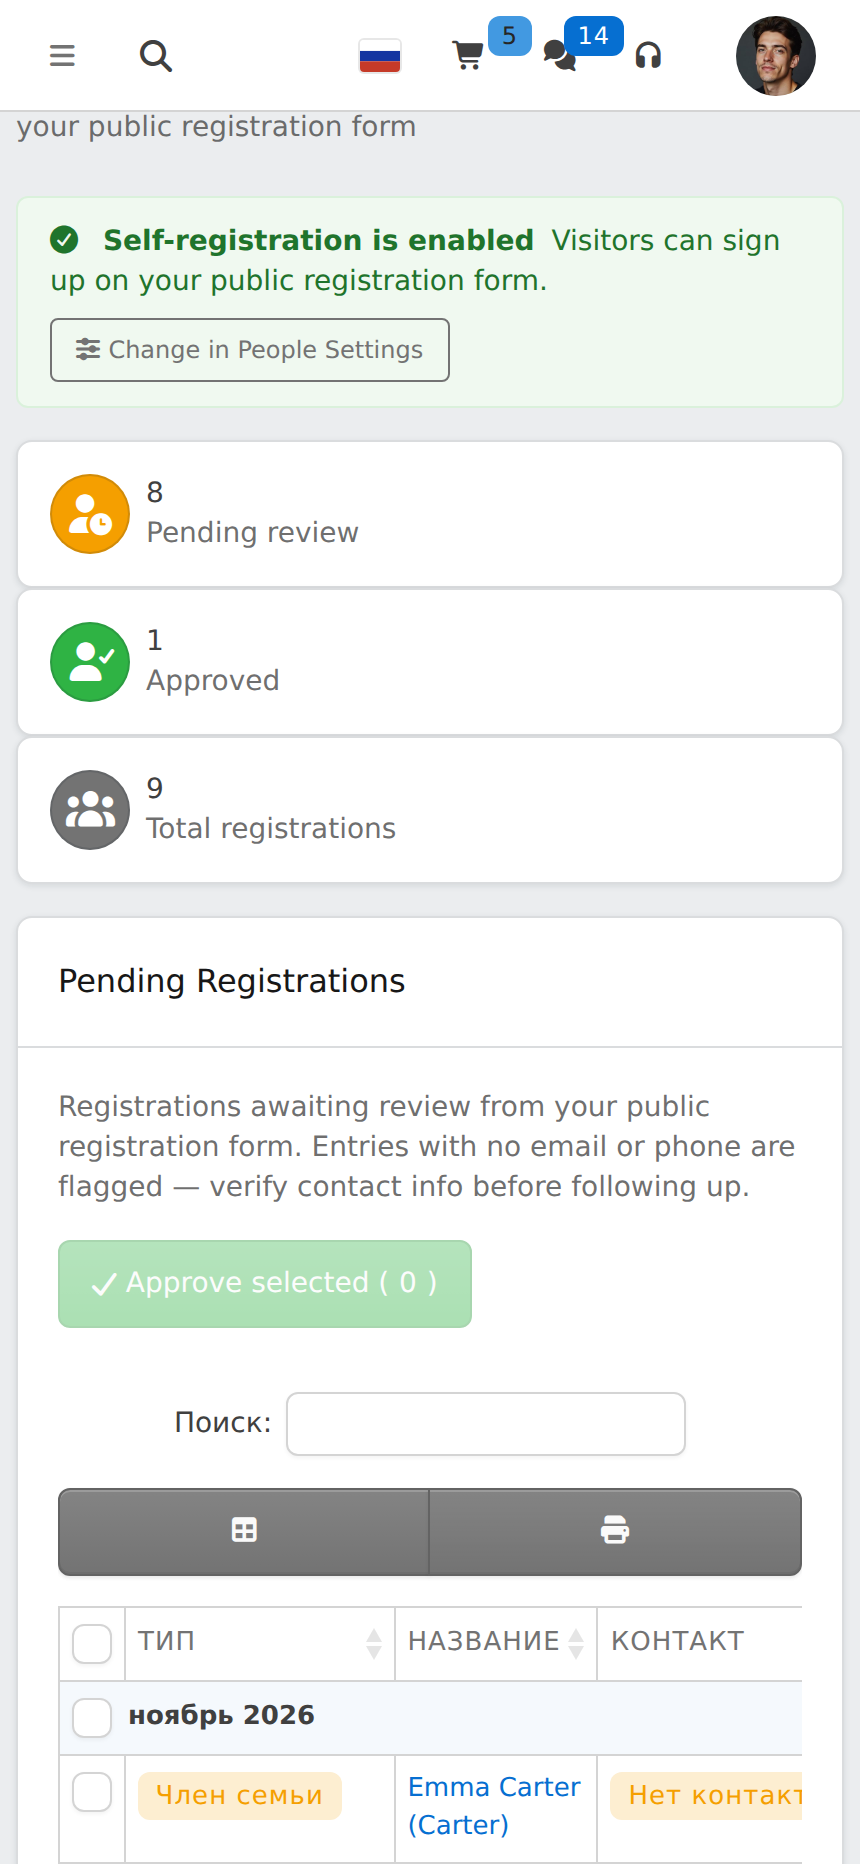 5
14
your public registration form
Self-registration is enabled Visitors can sign
up on your public registration form.
Change in People Settings
8
Pending review
1
Approved
9
Total registrations
Pending Registrations
Registrations awaiting review from your public
registration form. Entries with no email or phone are
flagged — verify contact info before following up.
Approve selected ( 0 )
Поиск:
ТИП НАЗВАНИЕ КОНТАКТ
ноябрь 2026
Член семьи Emma Carter Нет контакт
(Carter)